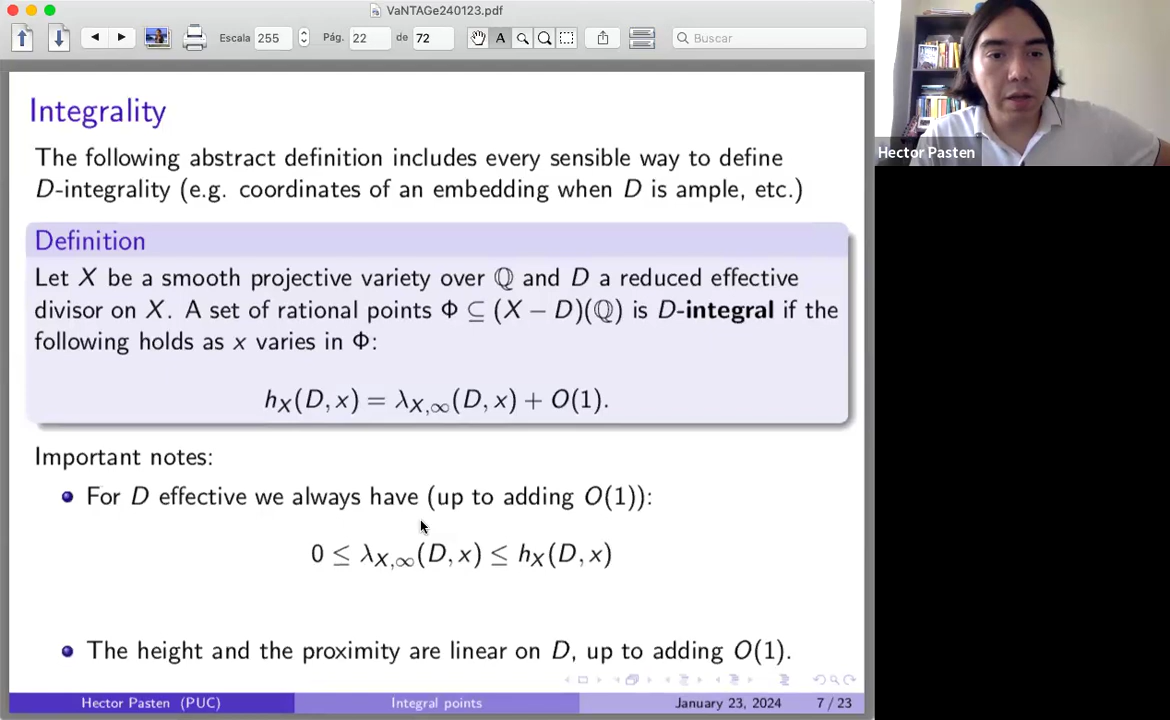 VaNTAGe240123.pdf
Escala 255 Pág. 22 de 72 A Buscar
Hector Pasten
Integrality
The following abstract definition includes every sensible way to define
D-integrality (e.g. coordinates of an embedding when D is ample, etc.)
Definition
Let X be a smooth projective variety over ℚ and D a reduced effective
divisor on X. A set of rational points Φ ⊆ (X − D)(ℚ) is D-integral if the
following holds as x varies in Φ:
h_X(D, x) = λ_{X,∞}(D, x) + O(1).
Important notes:
For D effective we always have (up to adding O(1)):
0 ≤ λ_{X,∞}(D, x) ≤ h_X(D, x)
The height and the proximity are linear on D, up to adding O(1).
Hector Pasten (PUC) Integral points January 23, 2024 7 / 23